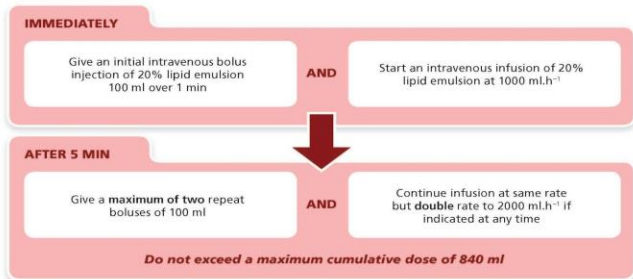 IMMEDIATELY
Give an initial intravenous bolus
injection of 20% lipid emulsion
100 ml over 1 min
AND
Start an intravenous infusion of 20%
lipid emulsion at 1000 ml.h⁻¹
AFTER 5 MIN
Give a maximum of two repeat
boluses of 100 ml
AND
Continue infusion at same rate
but double rate to 2000 ml.h⁻¹ if
indicated at any time
Do not exceed a maximum cumulative dose of 840 ml